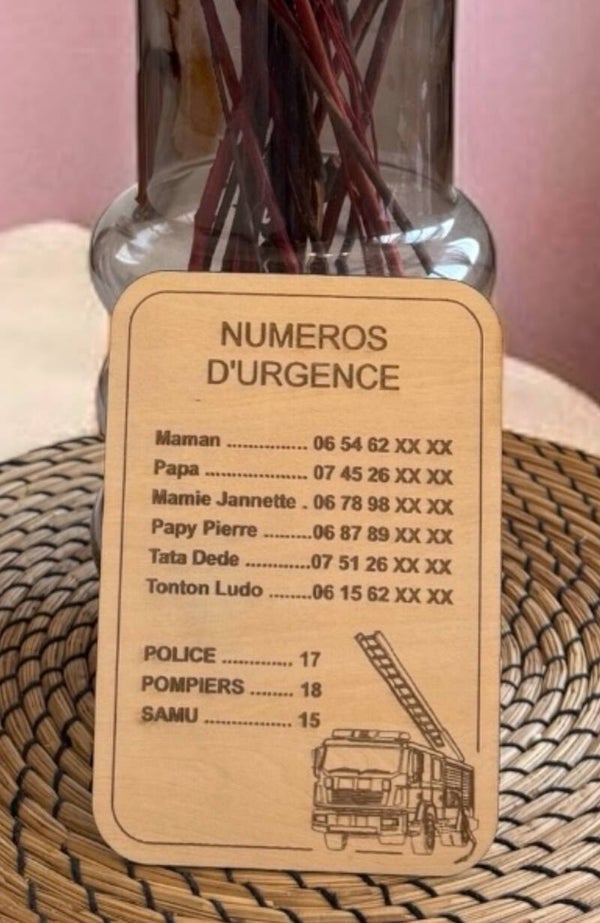 NUMEROS
D'URGENCE
Maman ............... 06 54 62 XX XX
Papa ................... 07 45 26 XX XX
Mamie Jannette . 06 78 98 XX XX
Papy Pierre .........06 87 89 XX XX
Tata Dede ............07 51 26 XX XX
Tonton Ludo ........06 15 62 XX XX
POLICE ............. 17
POMPIERS ........ 18
SAMU ................ 15